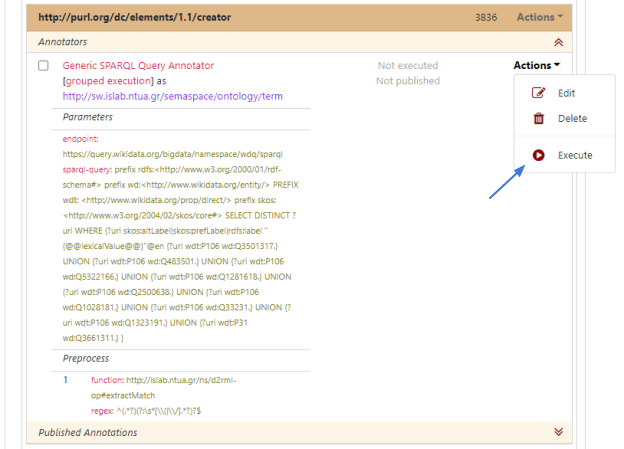 http://purl.org/dc/elements/1.1/creator 3836 Actions
Annotators
Generic SPARQL Query Annotator Not executed Actions
[grouped execution] as Not published
http://sw.islab.ntua.gr/semaspace/ontology/term
Edit
Parameters
Delete
endpoint:
https://query.wikidata.org/bigdata/namespace/wdq/sparql
Execute
sparql-query: prefix rdfs:<http://www.w3.org/2000/01/rdf-
schema#> prefix wd:<http://www.wikidata.org/entity/> PREFIX
wdt: <http://www.wikidata.org/prop/direct/> prefix skos:
<http://www.w3.org/2004/02/skos/core#> SELECT DISTINCT ?
uri WHERE {?uri skos:altLabel|skos:prefLabel|rdfs:label "
{@@lexicalValue@@}"@en {?uri wdt:P106 wd:Q3501317.}
UNION {?uri wdt:P106 wd:Q483501.} UNION {?uri wdt:P106
wd:Q5322166.} UNION {?uri wdt:P106 wd:Q1281618.} UNION
{?uri wdt:P106 wd:Q2500638.} UNION {?uri wdt:P106
wd:Q1028181.} UNION {?uri wdt:P106 wd:Q33231.} UNION {?
uri wdt:P106 wd:Q1323191.} UNION {?uri wdt:P31
wd:Q3661311.} }
Preprocess
1 function: http://islab.ntua.gr/ns/d2rml-
op#extractMatch
regex: ^(.*?)(?:\s*[\\(|\\/].*?)?$
Published Annotations